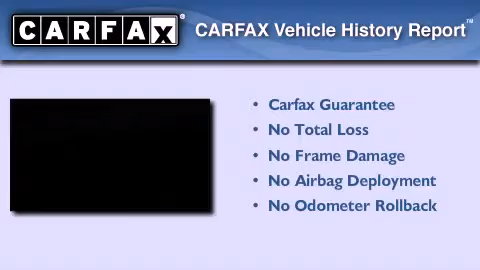 CARFAX® CARFAX Vehicle History Report™
• Carfax Guarantee
• No Total Loss
• No Frame Damage
• No Airbag Deployment
• No Odometer Rollback